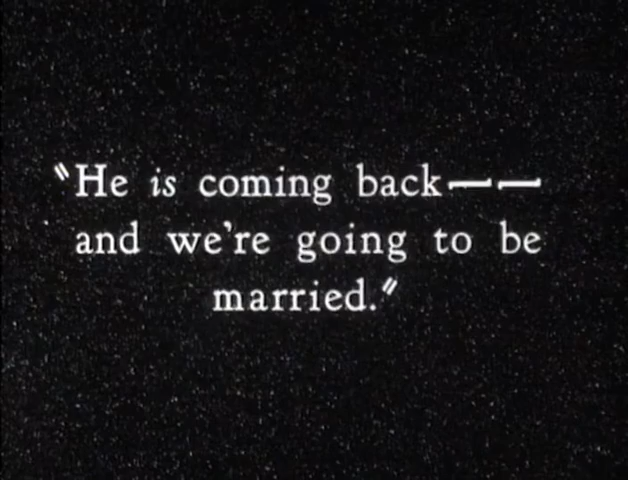 "He is coming back——
and we're going to be
married."